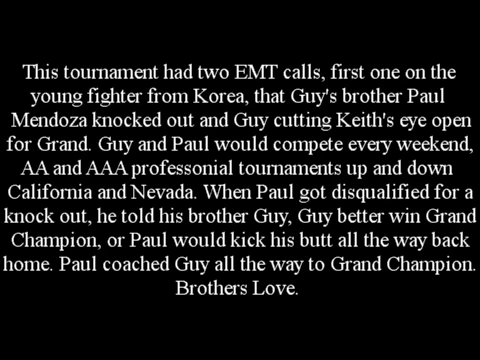 This tournament had two EMT calls, first one on the
young fighter from Korea, that Guy's brother Paul
Mendoza knocked out and Guy cutting Keith's eye open
for Grand. Guy and Paul would compete every weekend,
AA and AAA professonial tournaments up and down
California and Nevada. When Paul got disqualified for a
knock out, he told his brother Guy, Guy better win Grand
Champion, or Paul would kick his butt all the way back
home. Paul coached Guy all the way to Grand Champion.
Brothers Love.